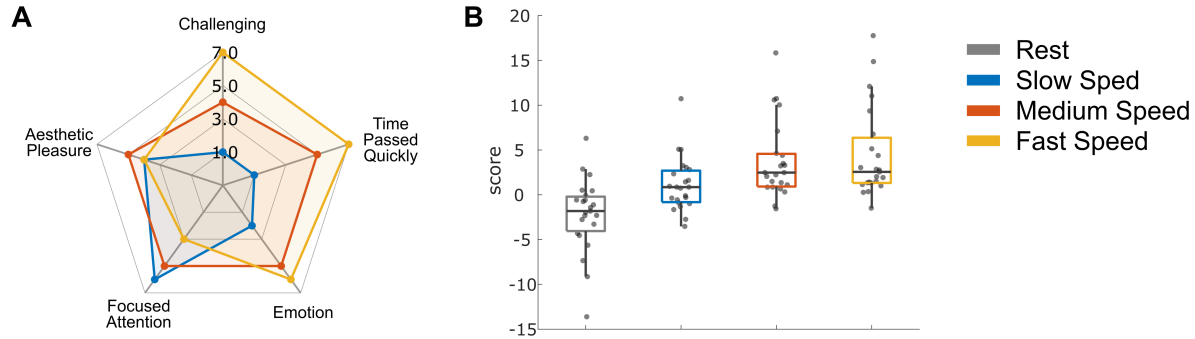 A
Challenging
7.0
5.0
3.0
1.0
Aesthetic
Pleasure
Time
Passed
Quickly
Focused
Attention
Emotion
B
score
20
15
10
5
0
-5
-10
-15
Rest
Slow Sped
Medium Speed
Fast Speed